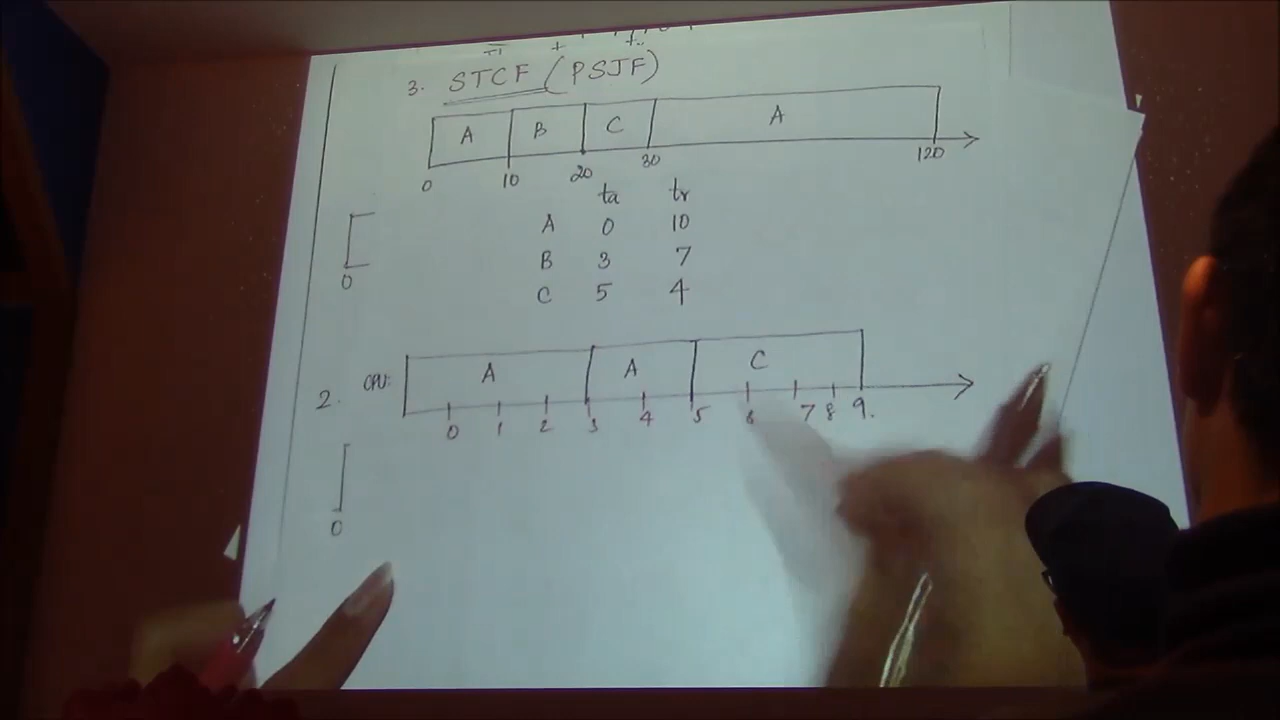 3. STCF (PSJF)
A B C A
0 10 20 30 120
ta tr
A 0 10
B 3 7
C 5 4
0
2. CPU: A A C
0 1 2 3 4 5 6 7 8 9.
0